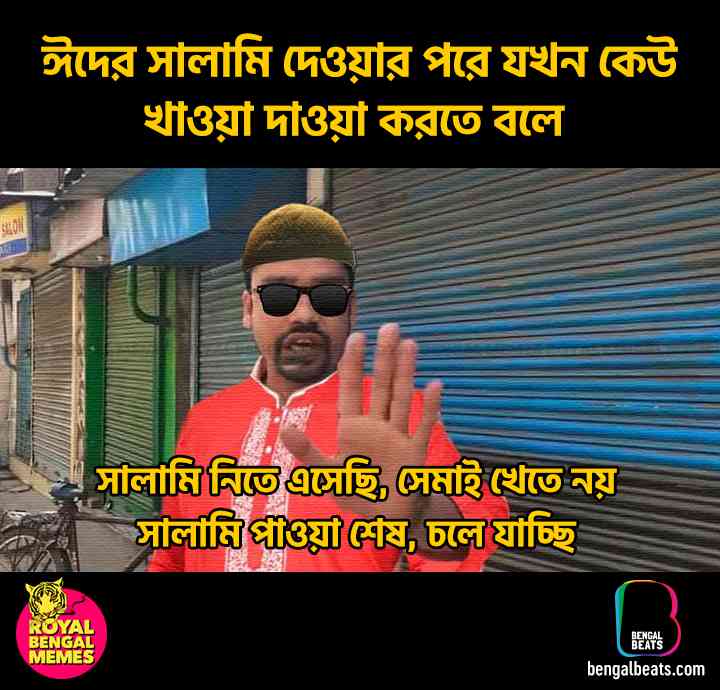 ঈদের সালামি দেওয়ার পরে যখন কেউ
খাওয়া দাওয়া করতে বলে
SALON
সালামি নিতে এসেছি, সেমাই খেতে নয়
সালামি পাওয়া শেষ, চলে যাচ্ছি
ROYAL
BENGAL
MEMES
BENGAL
BEATS
bengalbeats.com